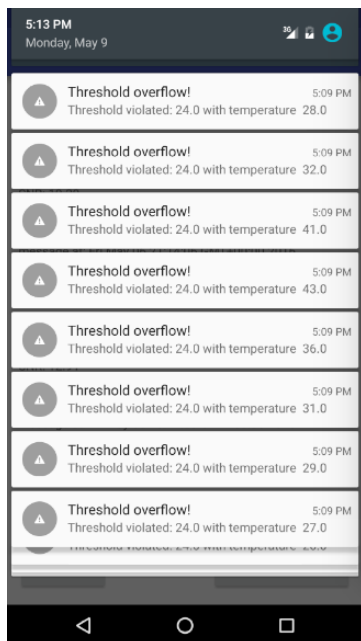 5:13 PM
Monday, May 9
3G
Threshold overflow! 5:09 PM
Threshold violated: 24.0 with temperature 28.0
Threshold overflow! 5:09 PM
Threshold violated: 24.0 with temperature 32.0
Threshold overflow! 5:09 PM
Threshold violated: 24.0 with temperature 41.0
Threshold overflow! 5:09 PM
Threshold violated: 24.0 with temperature 43.0
Threshold overflow! 5:09 PM
Threshold violated: 24.0 with temperature 36.0
Threshold overflow! 5:09 PM
Threshold violated: 24.0 with temperature 31.0
Threshold overflow! 5:09 PM
Threshold violated: 24.0 with temperature 29.0
Threshold overflow! 5:09 PM
Threshold violated: 24.0 with temperature 27.0